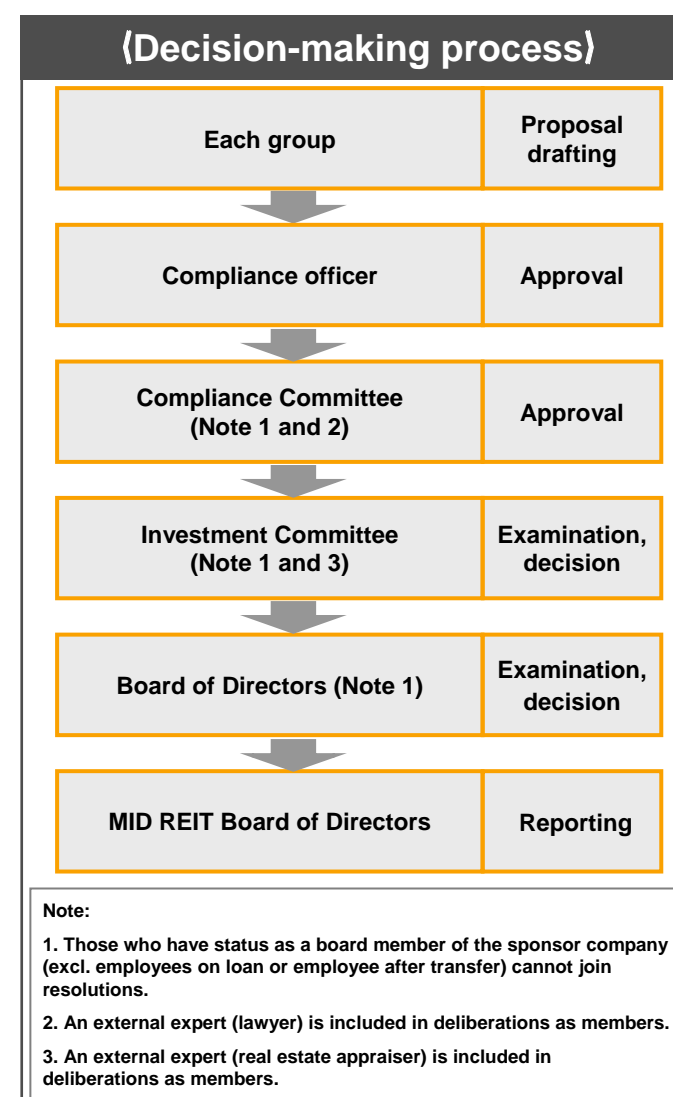 ⟨Decision-making process⟩
Each group
Proposal
drafting
Compliance officer
Approval
Compliance Committee
(Note 1 and 2)
Approval
Investment Committee
(Note 1 and 3)
Examination,
decision
Board of Directors (Note 1)
Examination,
decision
MID REIT Board of Directors
Reporting
Note:
1. Those who have status as a board member of the sponsor company
(excl. employees on loan or employee after transfer) cannot join
resolutions.
2. An external expert (lawyer) is included in deliberations as members.
3. An external expert (real estate appraiser) is included in
deliberations as members.